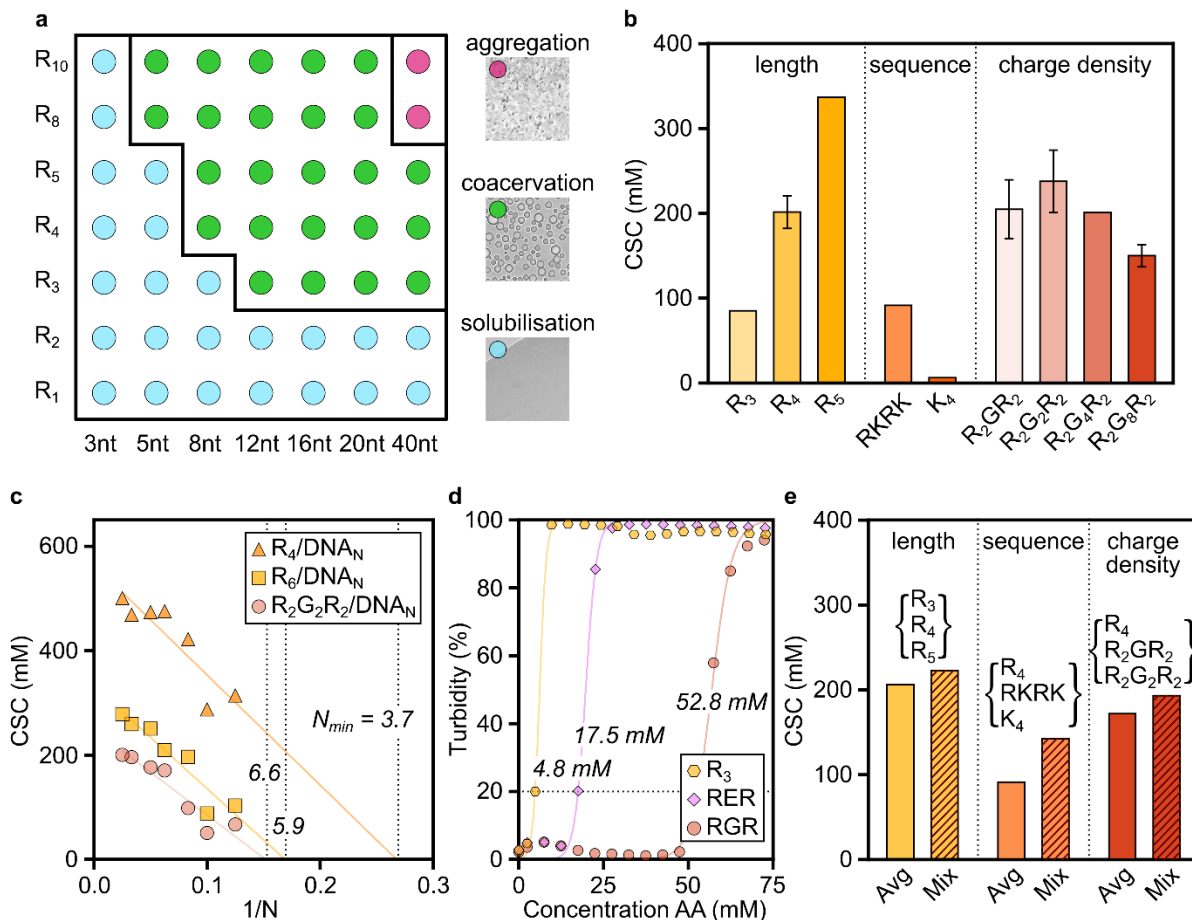 a
R₁₀
R₈
R₅
R₄
R₃
R₂
R₁
3nt 5nt 8nt 12nt 16nt 20nt 40nt
aggregation
coacervation
solubilisation
b
CSC (mM)
400
300
200
100
0
length
sequence
charge density
R₃
R₄
R₅
RKRK
K₄
R₂GR₂
R₂G₂R₂
R₂G₄R₂
R₂G₈R₂
c
CSC (mM)
600
400
200
0
R₄/DNA_N
R₆/DNA_N
R₂G₂R₂/DNA_N
N_min = 3.7
6.6
5.9
0.0 0.1 0.2 0.3
1/N
d
Turbidity (%)
100
80
60
40
20
0
52.8 mM
17.5 mM
4.8 mM
R₃
RER
RGR
0 25 50 75
Concentration AA (mM)
e
CSC (mM)
400
300
200
100
0
length
sequence
charge
density
R₃
R₄
R₅
R₄
RKRK
K₄
R₄
R₂GR₂
R₂G₂R₂
Avg
Mix
Avg
Mix
Avg
Mix